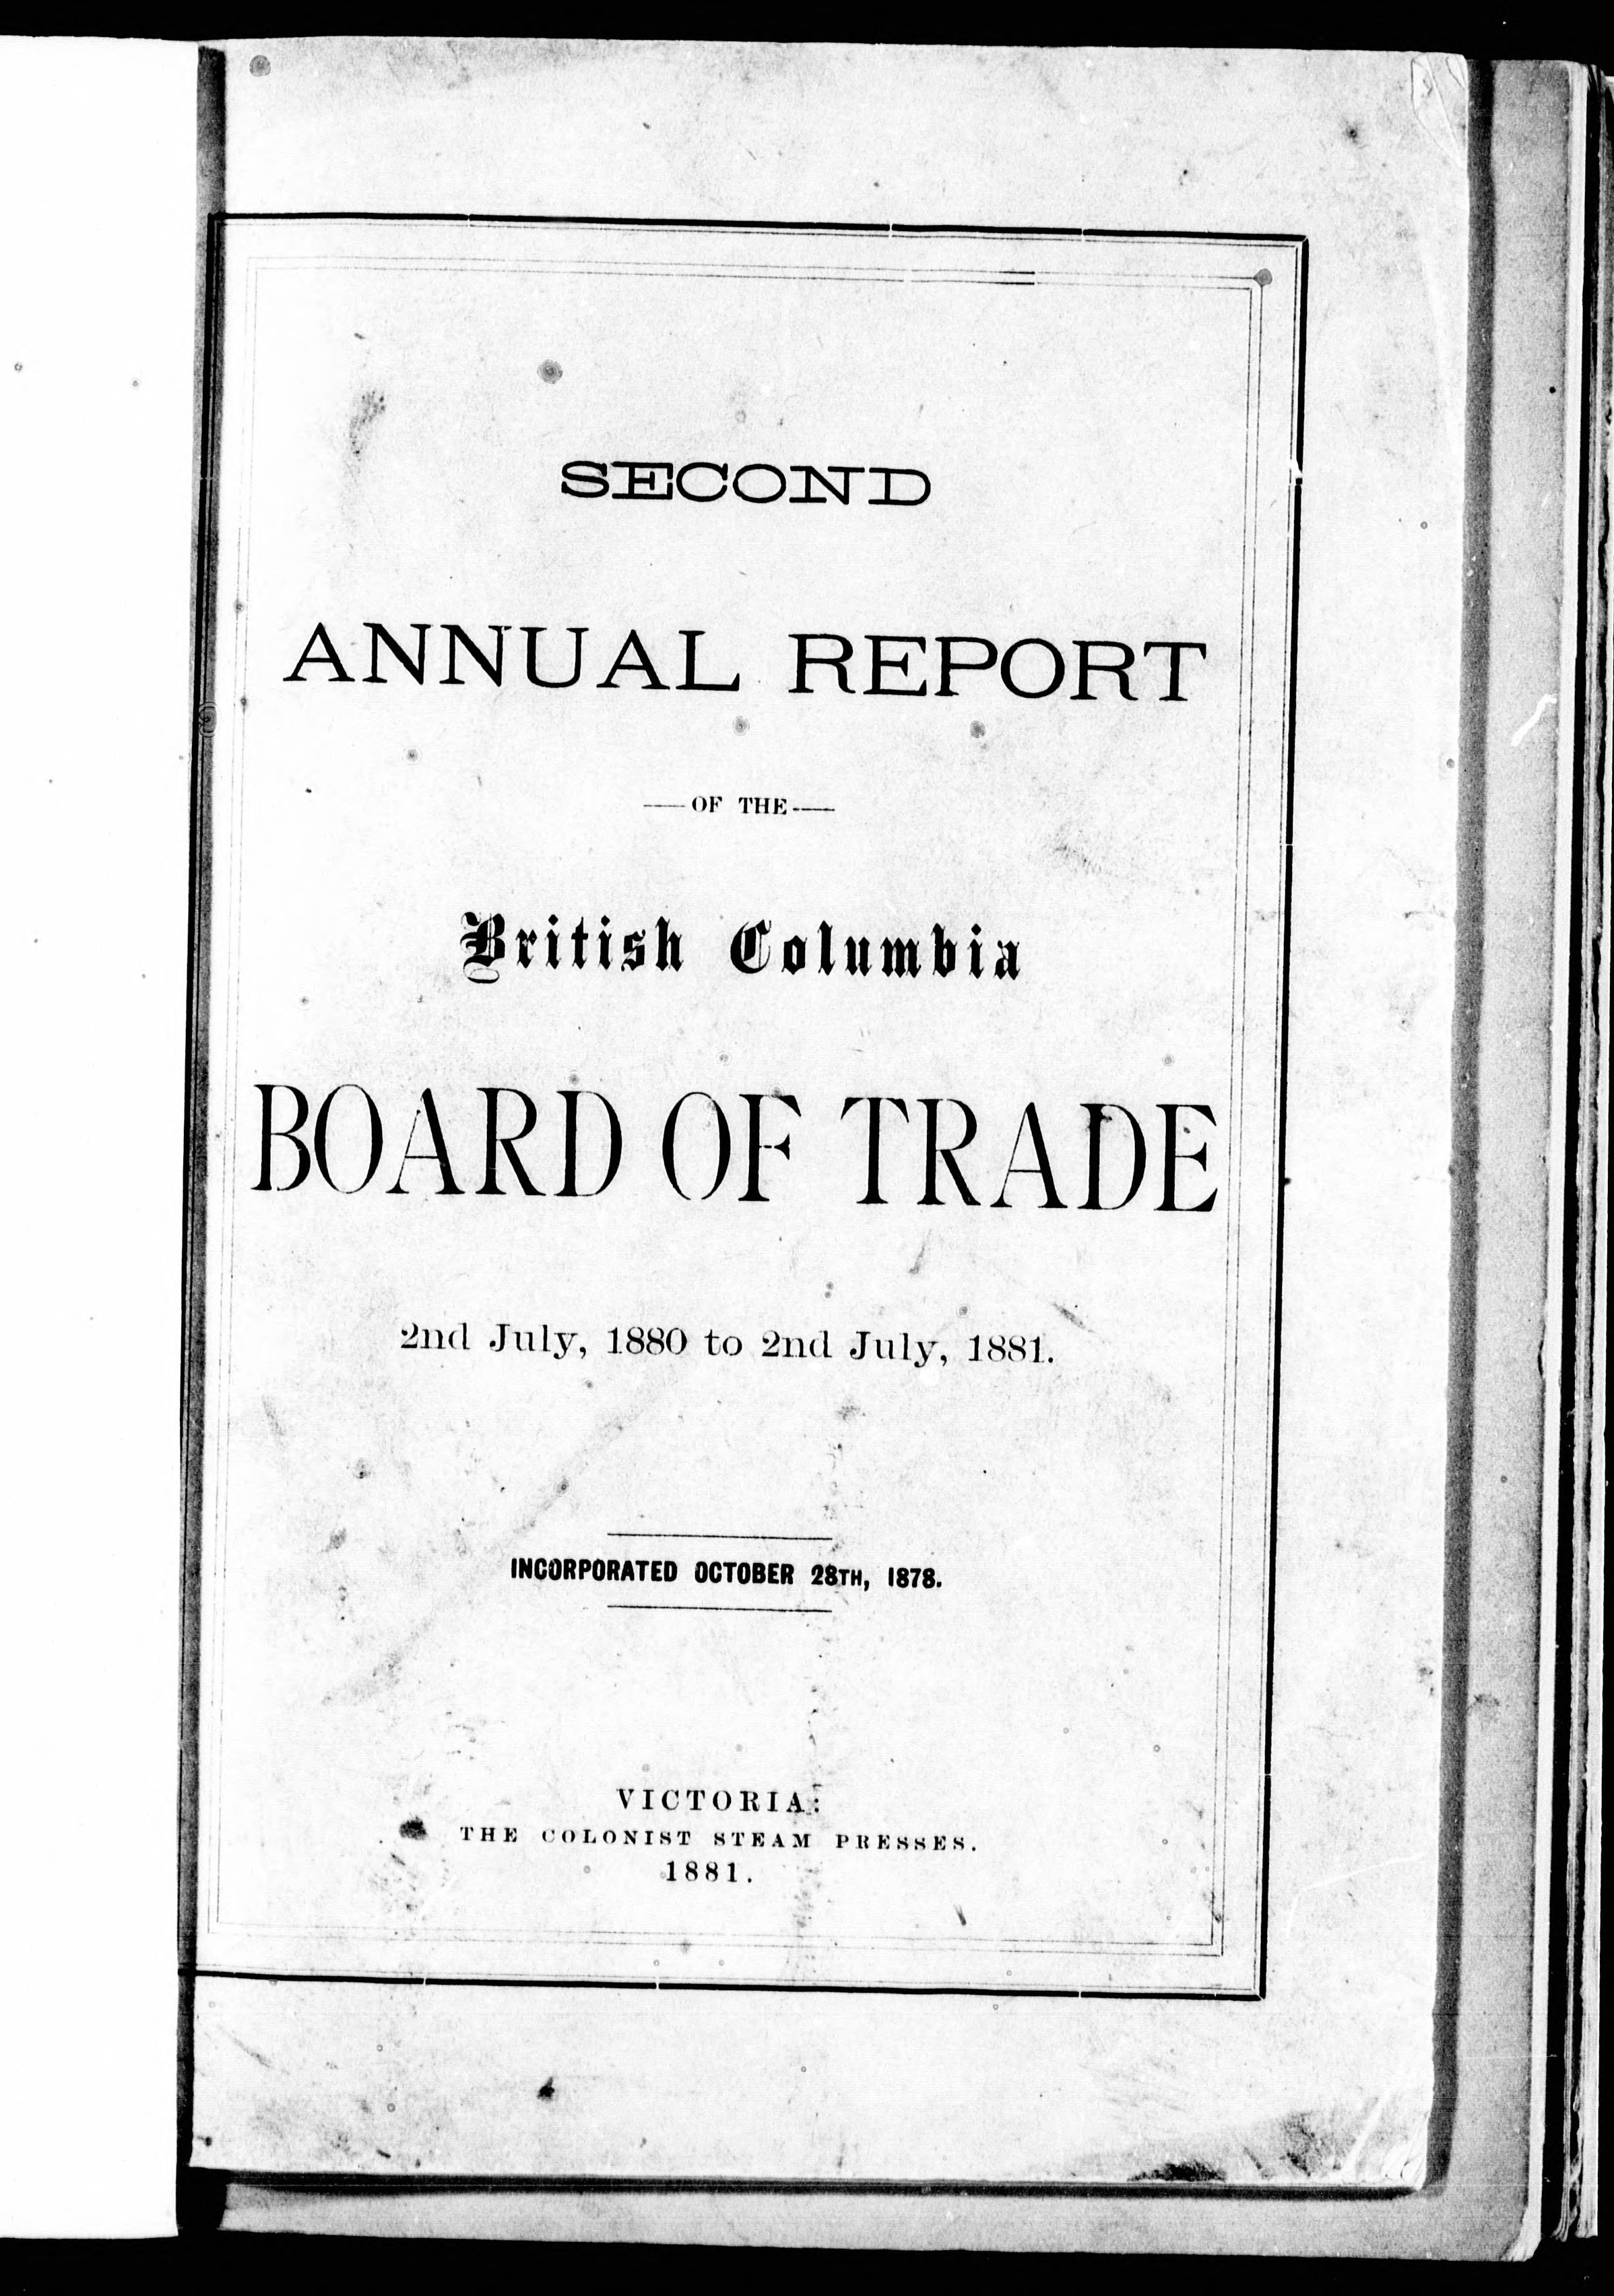 SECOND
ANNUAL REPORT
—OF THE—
British Columbia
BOARD OF TRADE
2nd July, 1880 to 2nd July, 1881.
INCORPORATED OCTOBER 28TH, 1878.
VICTORIA:
THE COLONIST STEAM PRESSES.
1881.